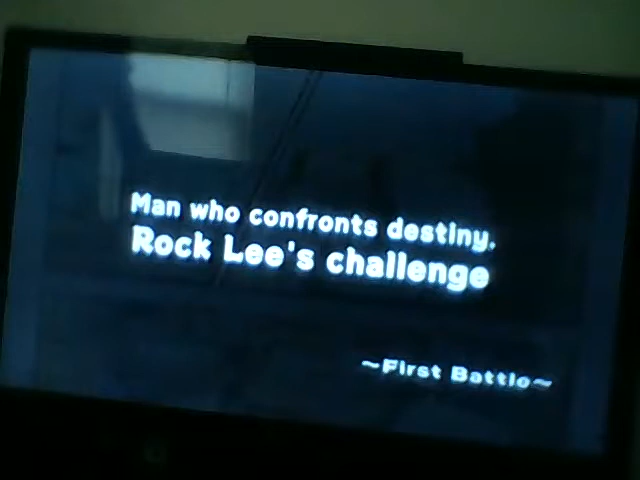 Man who confronts destiny.
Rock Lee's challenge
~First Battle~